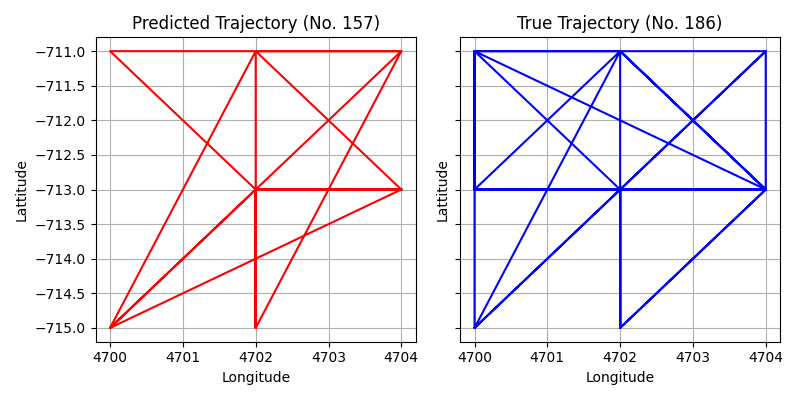 Predicted Trajectory (No. 157)
True Trajectory (No. 186)
−711.0
−711.5
−712.0
−712.5
−713.0
−713.5
−714.0
−714.5
−715.0
Lattitude
Lattitude
4700 4701 4702 4703 4704
4700 4701 4702 4703 4704
Longitude
Longitude